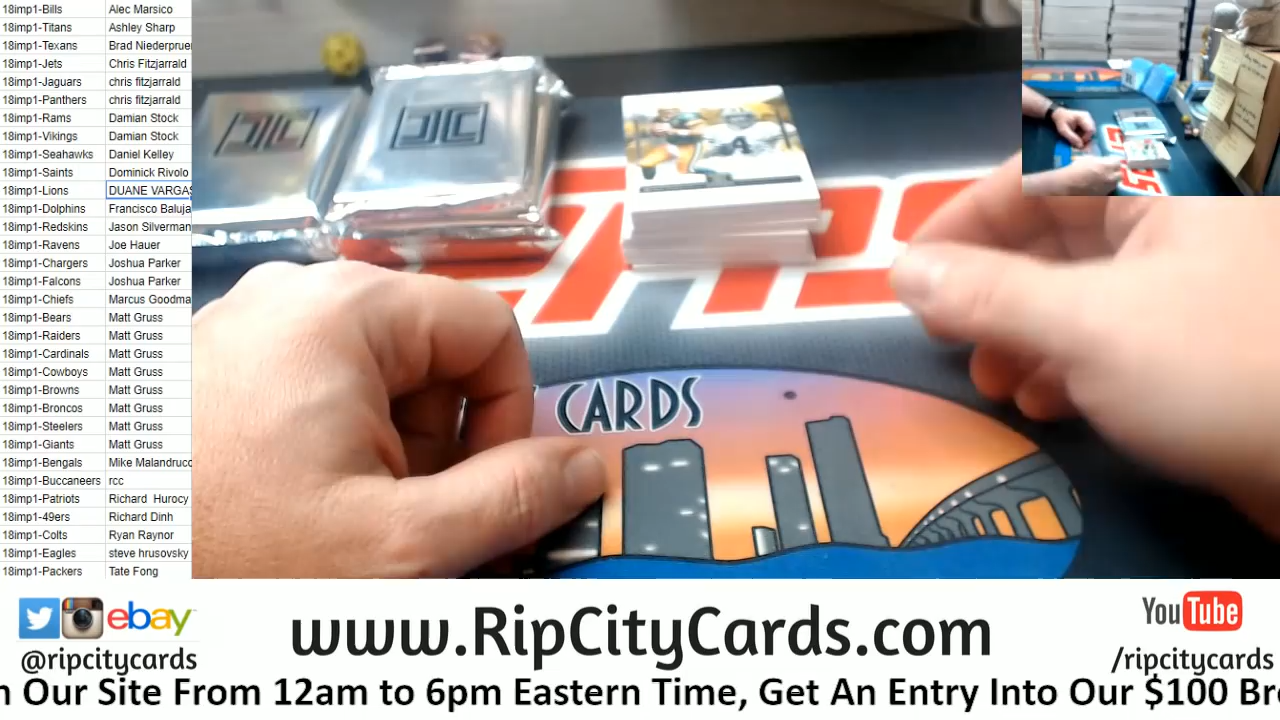 18imp1-Bills Alec Marsico
18imp1-Titans Ashley Sharp
18imp1-Texans Brad Niederprue
18imp1-Jets Chris Fitzjarrald
18imp1-Jaguars chris fitzjarrald
18imp1-Panthers chris fitzjarrald
18imp1-Rams Damian Stock
18imp1-Vikings Damian Stock
18imp1-Seahawks Daniel Kelley
18imp1-Saints Dominick Rivolo
18imp1-Lions DUANE VARGAS
18imp1-Dolphins Francisco Baluja
18imp1-Redskins Jason Silverman
18imp1-Ravens Joe Hauer
18imp1-Chargers Joshua Parker
18imp1-Falcons Joshua Parker
18imp1-Chiefs Marcus Goodma
18imp1-Bears Matt Gruss
18imp1-Raiders Matt Gruss
18imp1-Cardinals Matt Gruss
18imp1-Cowboys Matt Gruss
18imp1-Browns Matt Gruss
18imp1-Broncos Matt Gruss
18imp1-Steelers Matt Gruss
18imp1-Giants Matt Gruss
18imp1-Bengals Mike Malandrucc
18imp1-Buccaneers rcc
18imp1-Patriots Richard Hurocy
18imp1-49ers Richard Dinh
18imp1-Colts Ryan Raynor
18imp1-Eagles steve hrusovsky
18imp1-Packers Tate Fong
CARDS
ebay
@ripcitycards
www.RipCityCards.com
YouTube
/ripcitycards
n Our Site From 12am to 6pm Eastern Time, Get An Entry Into Our $100 Bre